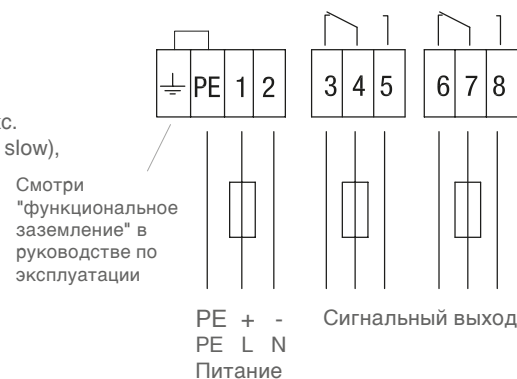 PE 1 2 3 4 5 6 7 8
кс.
slow),
Смотри
"функциональное
заземление" в
руководстве по
эксплуатации
PE + - Сигнальный выход
PE L N
Питание